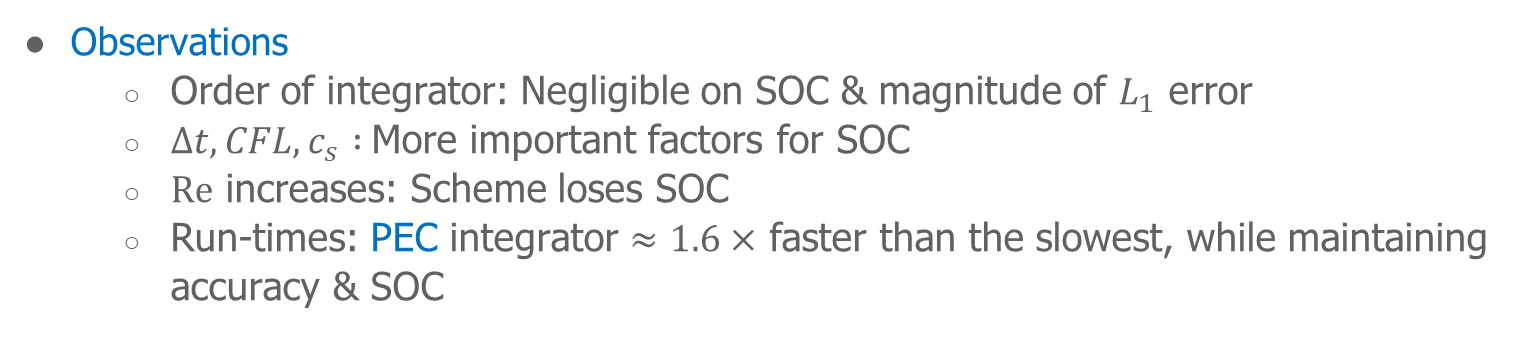 ● Observations
○ Order of integrator: Negligible on SOC & magnitude of L₁ error
○ Δt, CFL, cₛ : More important factors for SOC
○ Re increases: Scheme loses SOC
○ Run-times: PEC integrator ≈ 1.6 × faster than the slowest, while maintaining
accuracy & SOC